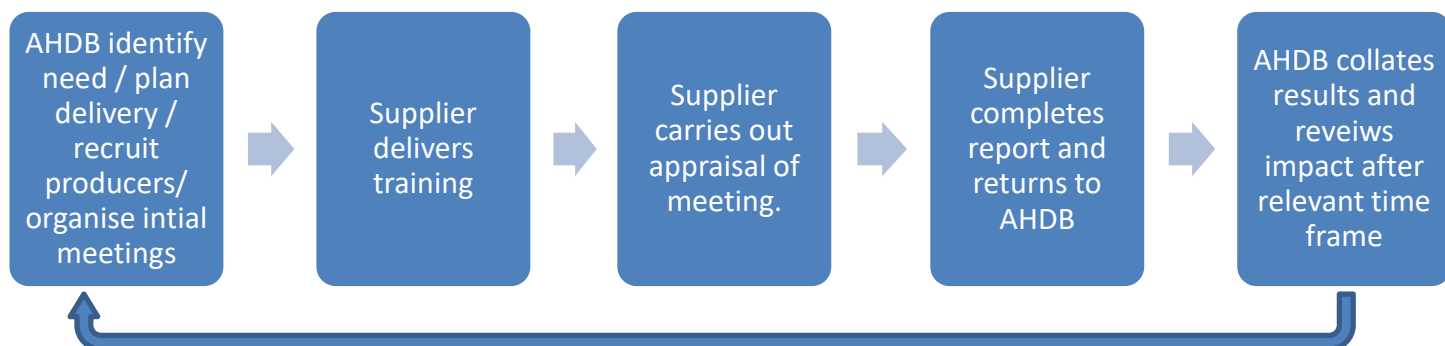 AHDB identify
need / plan
delivery /
recruit
producers/
organise intial
meetings
Supplier
delivers
training
Supplier
carries out
appraisal of
meeting.
Supplier
completes
report and
returns to
AHDB
AHDB collates
results and
reveiws
impact after
relevant time
frame